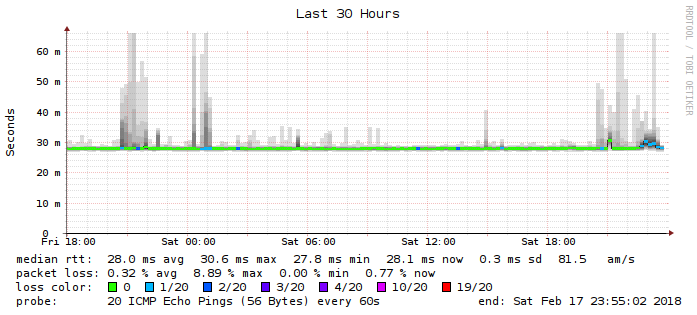 Last 30 Hours
RRDTOOL / TOBI OETIKER
Seconds
60 m
50 m
40 m
30 m
20 m
10 m
0
Fri 18:00 Sat 00:00 Sat 06:00 Sat 12:00 Sat 18:00
median rtt: 28.0 ms avg 30.6 ms max 27.8 ms min 28.1 ms now 0.3 ms sd 81.5 am/s
packet loss: 0.32 % avg 8.89 % max 0.00 % min 0.77 % now
loss color: 0 1/20 2/20 3/20 4/20 10/20 19/20
probe: 20 ICMP Echo Pings (56 Bytes) every 60s end: Sat Feb 17 23:55:02 2018